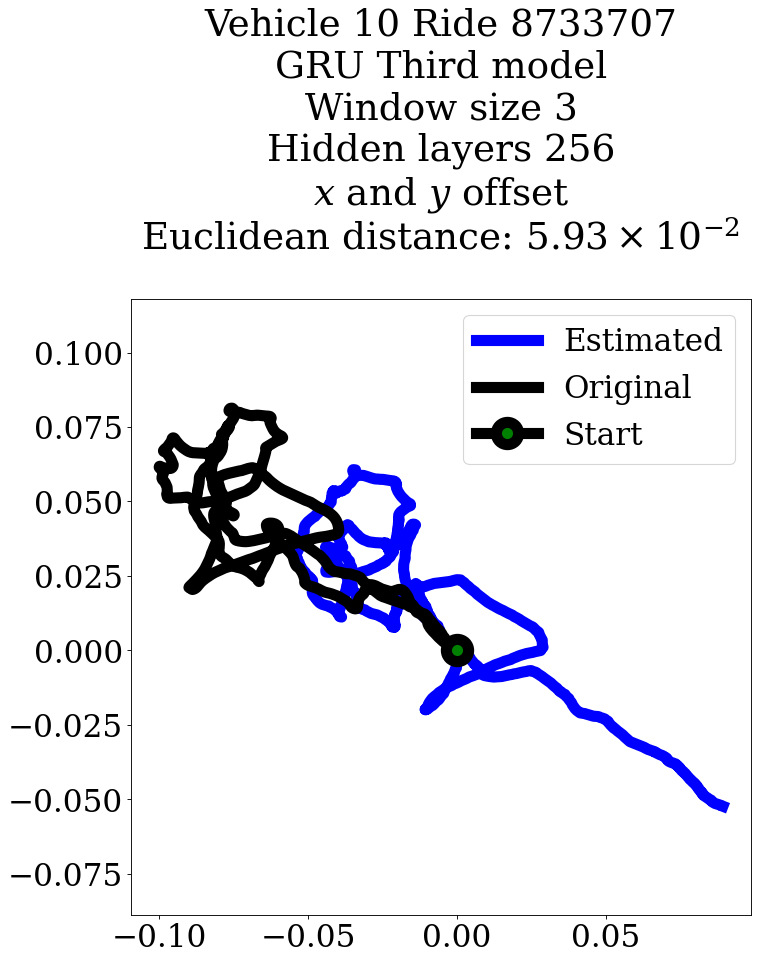 Vehicle 10 Ride 8733707
GRU Third model
Window size 3
Hidden layers 256
x and y offset
Euclidean distance: 5.93 × 10⁻²
Estimated
Original
Start
0.100
0.075
0.050
0.025
0.000
−0.025
−0.050
−0.075
−0.10 −0.05 0.00 0.05